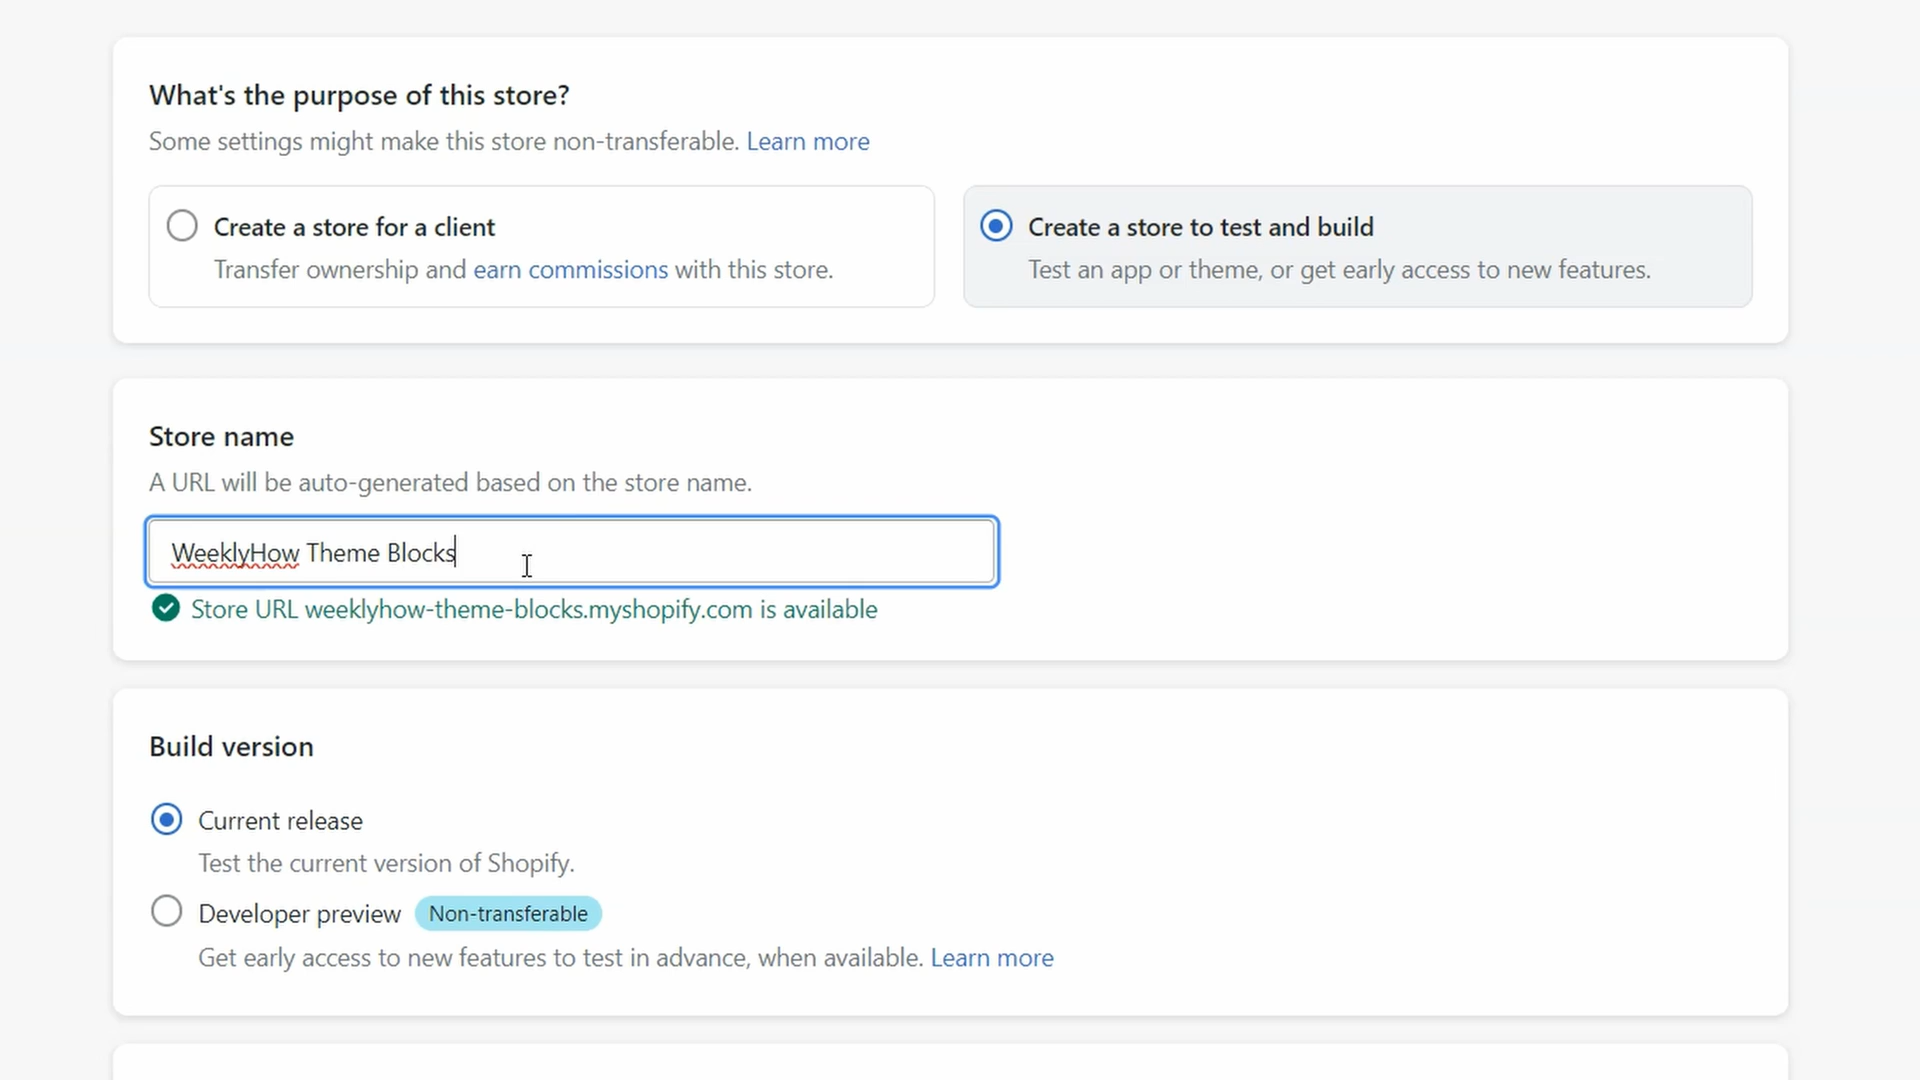 What's the purpose of this store?
Some settings might make this store non-transferable. Learn more
Create a store for a client
Transfer ownership and earn commissions with this store.
Create a store to test and build
Test an app or theme, or get early access to new features.
Store name
A URL will be auto-generated based on the store name.
WeeklyHow Theme Blocks
Store URL weeklyhow-theme-blocks.myshopify.com is available
Build version
Current release
Test the current version of Shopify.
Developer preview Non-transferable
Get early access to new features to test in advance, when available. Learn more